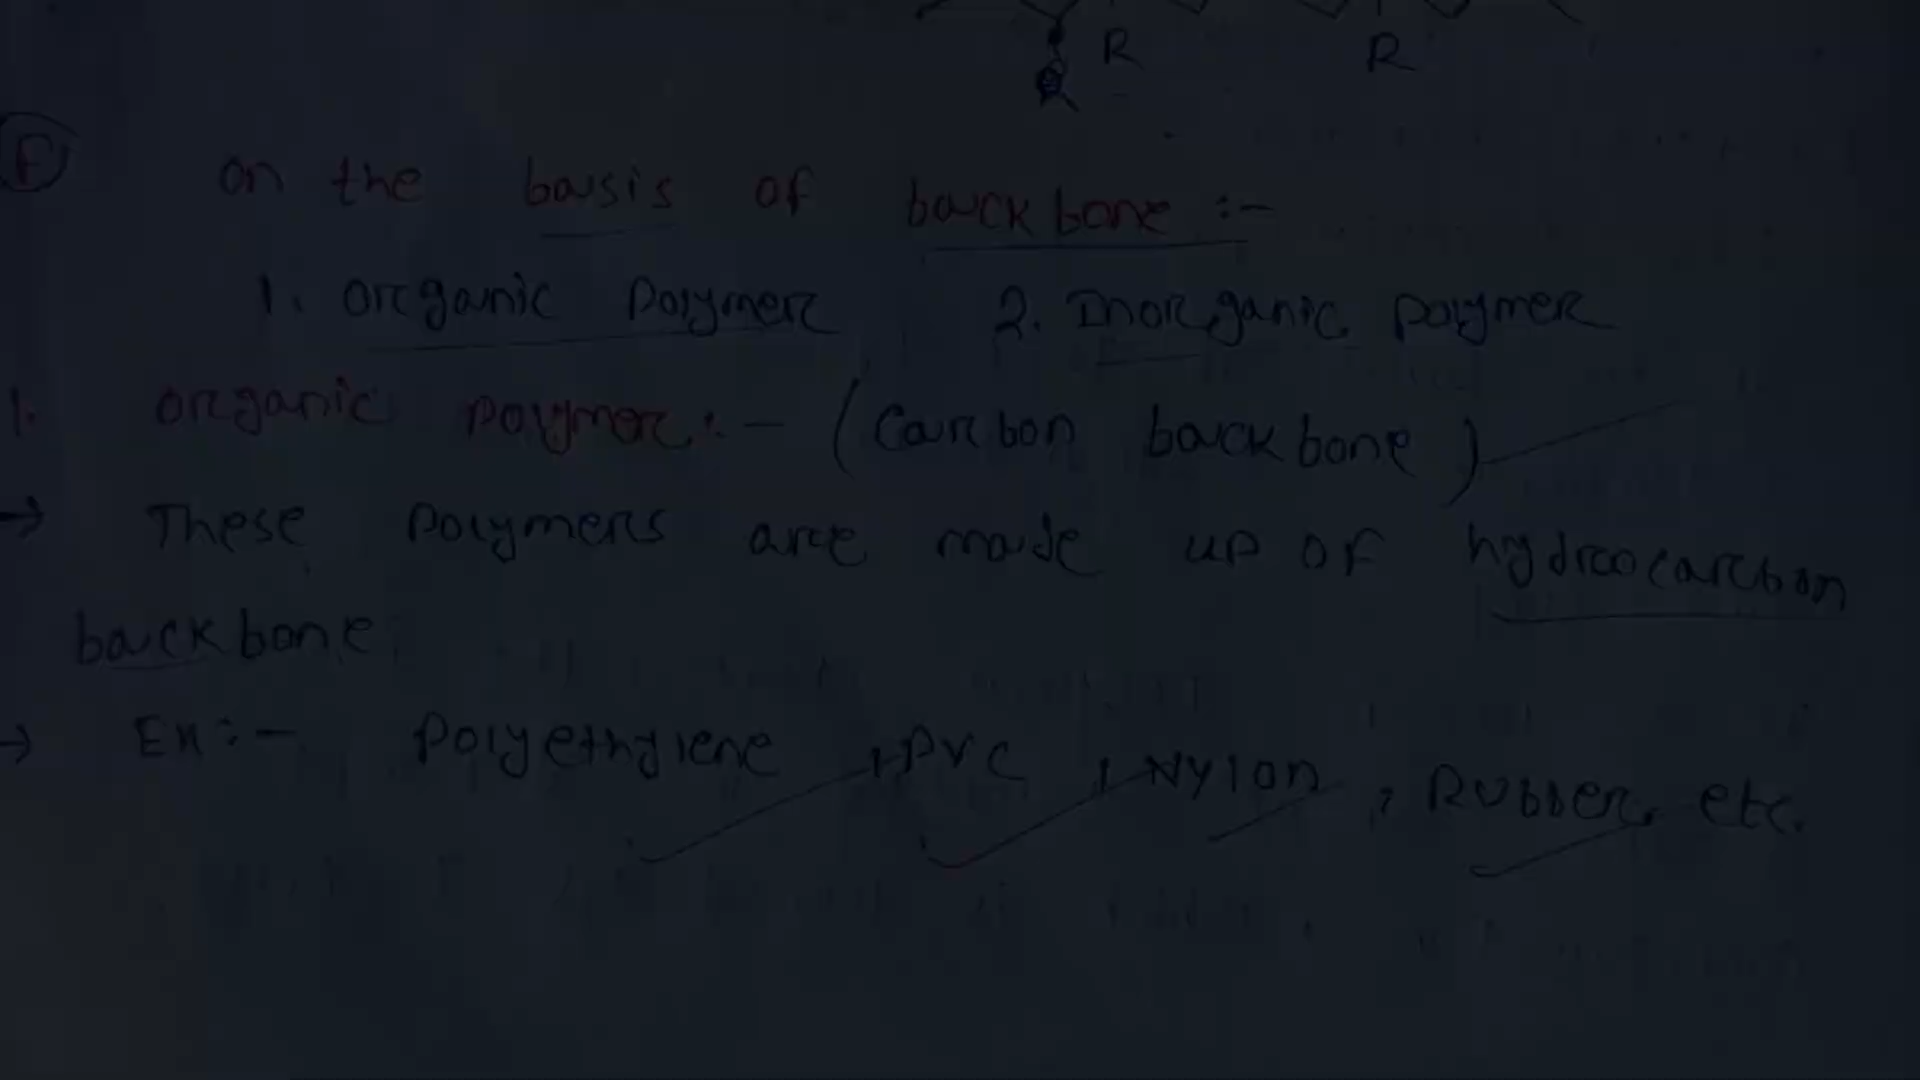 R R
F on the basis of backbone :-
1. organic polymer 2. Inorganic polymer
1. organic polymer :- (Carbon backbone)
→ These polymers are made up of hydrocarbon
backbone
→ Ex :- Polyethylene , PVC , Nylon , Rubber, etc.